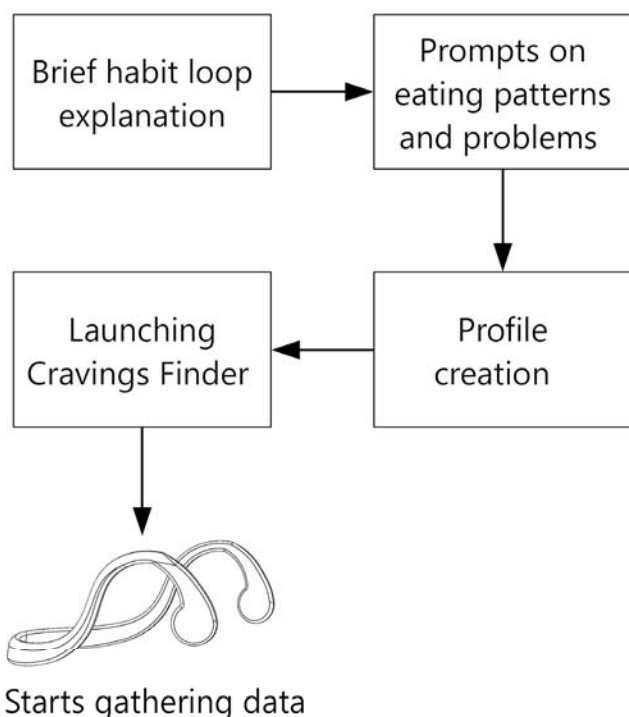 Brief habit loop
explanation
Prompts on
eating patterns
and problems
Profile
creation
Launching
Cravings Finder
Starts gathering data